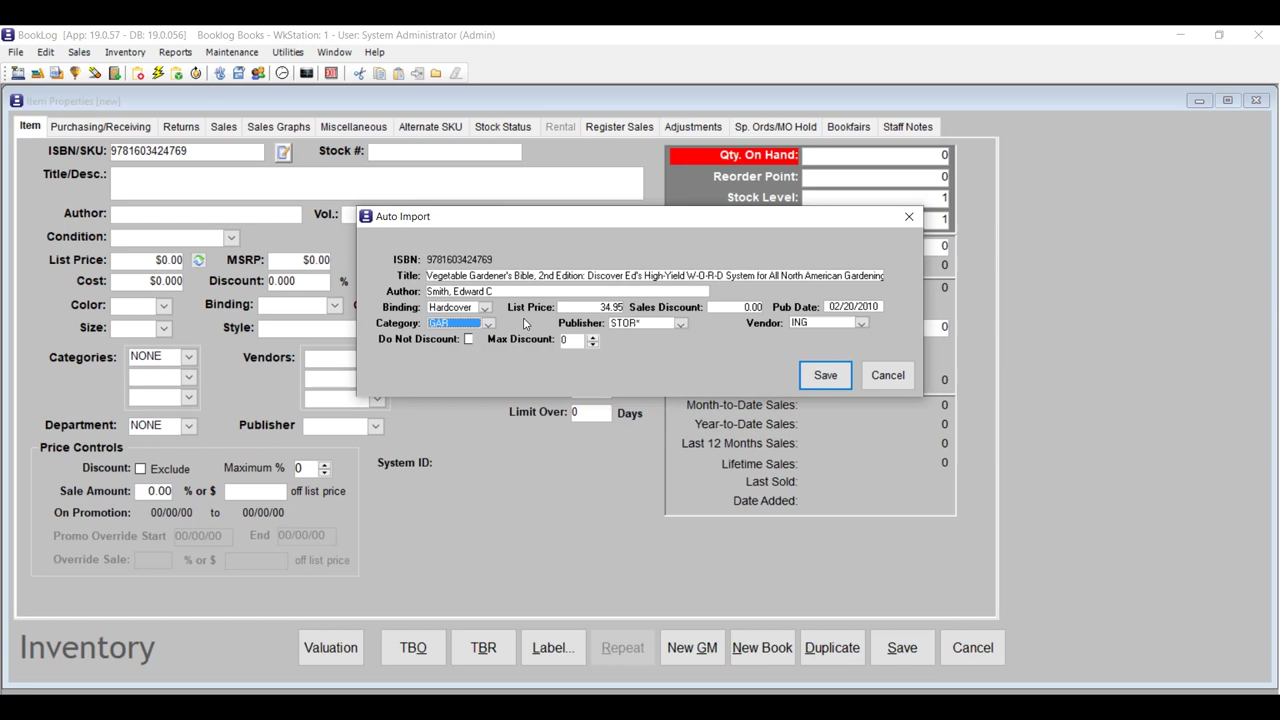 BookLog [App: 19.0.57 - DB: 19.0.056] Booklog Books - WkStation: 1 - User: System Administrator (Admin)
File Edit Sales Inventory Reports Maintenance Utilities Window Help
Item Properties [new]
Item Purchasing/Receiving Returns Sales Sales Graphs Miscellaneous Alternate SKU Stock Status Rental Register Sales Adjustments Sp. Ords/MO Hold Bookfairs Staff Notes
ISBN/SKU: 9781603424769 Stock #: Qty. On Hand: 0
Title/Desc.: Reorder Point: 0
Stock Level: 1
Author: Vol.: 1
Auto Import
Condition: 0
List Price: $0.00 MSRP: $0.00 0
Cost: $0.000 Discount: 0.000 % 0
Color: Binding:
Size: Style: 0
ISBN: 9781603424769
Title: Vegetable Gardener's Bible, 2nd Edition: Discover Ed's High-Yield W-O-R-D System for All North American Gardening
Author: Smith, Edward C
Binding: Hardcover List Price: 34.95 Sales Discount: 0.00 Pub Date: 02/20/2010
Category: GAR Publisher: STOR* Vendor: ING
Do Not Discount: Max Discount: 0
Save Cancel
Categories: NONE Vendors:
0
Limit Over: 0 Days
Month-to-Date Sales: 0
Year-to-Date Sales: 0
Last 12 Months Sales: 0
Lifetime Sales: 0
Last Sold:
Date Added:
Department: NONE Publisher
Price Controls
Discount: Exclude Maximum % 0 System ID:
Sale Amount: 0.00 % or $ off list price
On Promotion: 00/00/00 to 00/00/00
Promo Override Start 00/00/00 End 00/00/00
Override Sale: % or $ off list price
Inventory Valuation TBO TBR Label... Repeat New GM New Book Duplicate Save Cancel